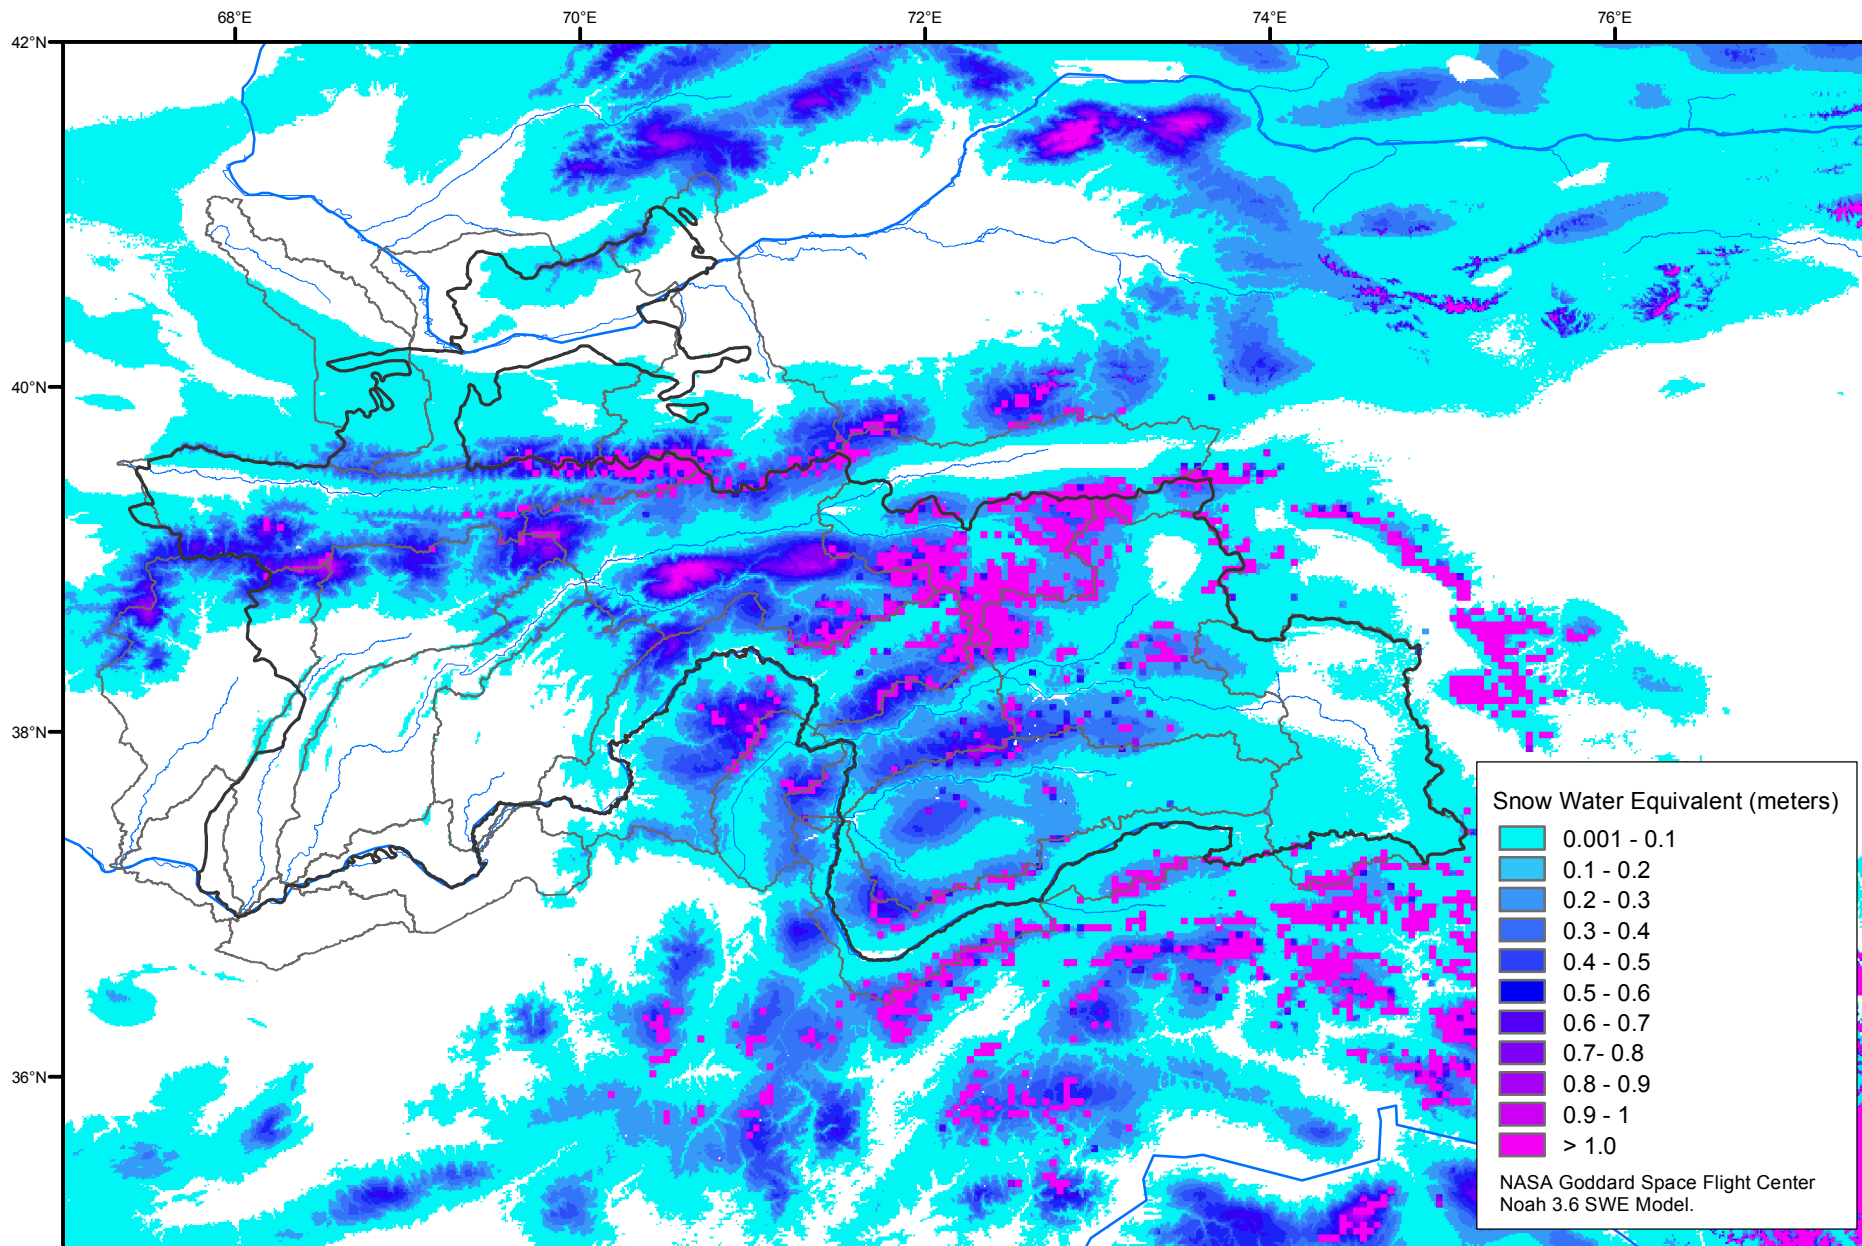 68°E
70°E
72°E
74°E
76°E
42°N
40°N
38°N
36°N
Snow Water Equivalent (meters)
0.001 - 0.1
0.1 - 0.2
0.2 - 0.3
0.3 - 0.4
0.4 - 0.5
0.5 - 0.6
0.6 - 0.7
0.7- 0.8
0.8 - 0.9
0.9 - 1
> 1.0
NASA Goddard Space Flight Center
Noah 3.6 SWE Model.